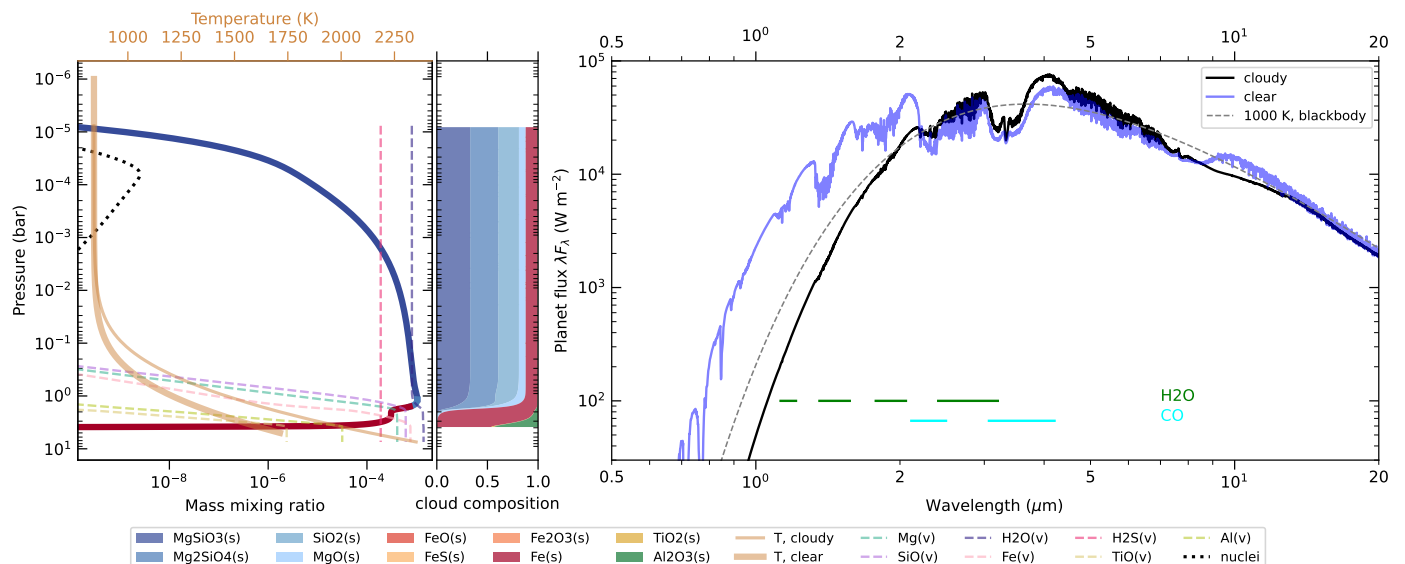 Temperature (K)
1000 1250 1500 1750 2000 2250
10⁻⁶
10⁻⁵
10⁻⁴
10⁻³
10⁻²
10⁻¹
10⁰
10¹
Pressure (bar)
10⁻⁸ 10⁻⁶ 10⁻⁴
Mass mixing ratio
0.0 0.5 1.0
cloud composition
0.5 10⁰ 2 5 10¹ 20
10⁵
10⁴
10³
10²
Planet flux λF_λ (W m⁻²)
cloudy
clear
1000 K, blackbody
H2O
CO
0.5 10⁰ 2 5 10¹ 20
Wavelength (μm)
MgSiO3(s) SiO2(s) FeO(s) Fe2O3(s) TiO2(s) T, cloudy Mg(v) H2O(v) H2S(v) Al(v)
Mg2SiO4(s) MgO(s) FeS(s) Fe(s) Al2O3(s) T, clear SiO(v) Fe(v) TiO(v) nuclei